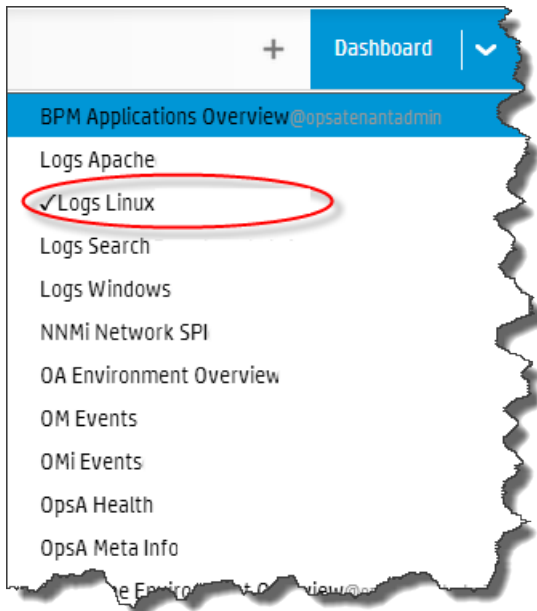 + Dashboard
BPM Applications Overview@opsatenantadmin
Logs Apache
✓Logs Linux
Logs Search
Logs Windows
NNMi Network SPI
OA Environment Overview
OM Events
OMi Events
OpsA Health
OpsA Meta Info